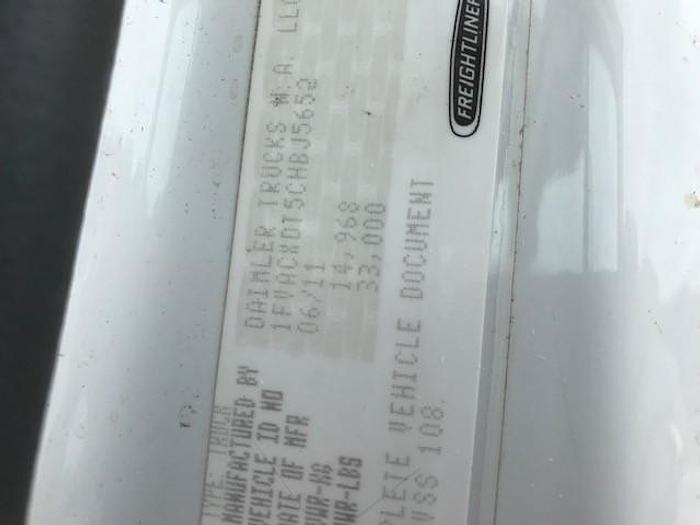 FREIGHTLINER
TYPE: TRUCK
MANUFACTURED BY DAIMLER TRUCKS N.A. LLC
VEHICLE ID NO 1FVACXDT5CHBJ5652
DATE OF MFR 06/11
GVWR-KG 14,968
GVWR-LBS 33,000
PLETE VEHICLE DOCUMENT
VSS 108.